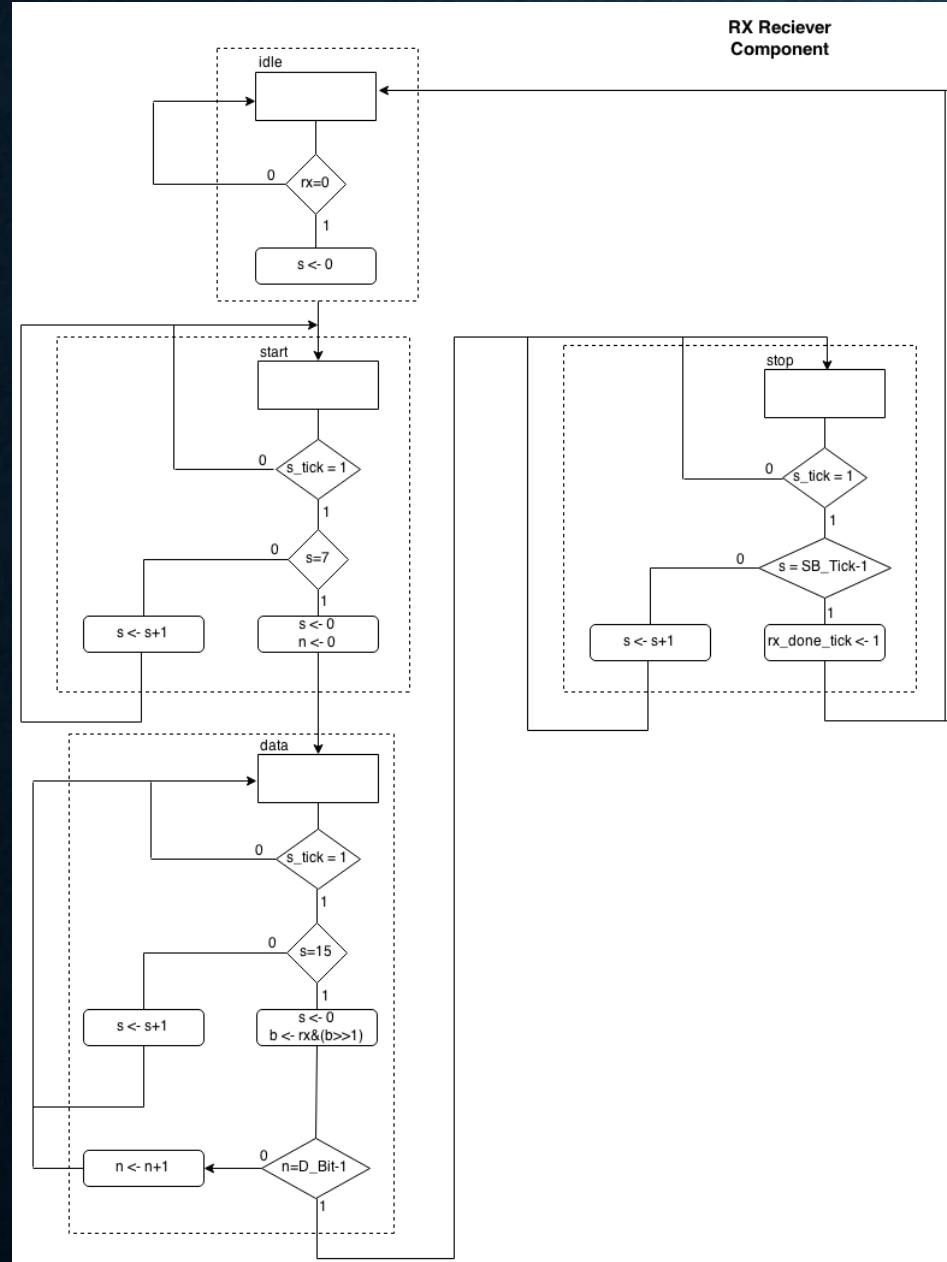 RX Reciever
Component
idle
rx=0
0
1
s <- 0
start
s_tick = 1
0
1
s=7
0
1
s <- s+1
s <- 0
n <- 0
data
s_tick = 1
0
1
s=15
0
1
s <- s+1
s <- 0
b <- rx&(b>>1)
n=D_Bit-1
0
1
n <- n+1
stop
s_tick = 1
0
1
s = SB_Tick-1
0
1
s <- s+1
rx_done_tick <- 1